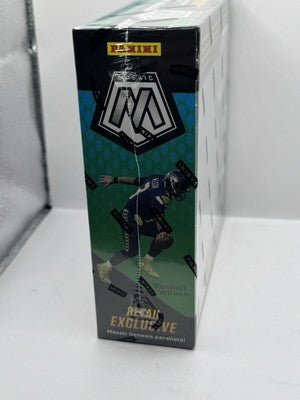 PANINI
MOSAIC
M
Russell
Wilson
RETAIL
EXCLUSIVE
Mosaic Genesis parallels!